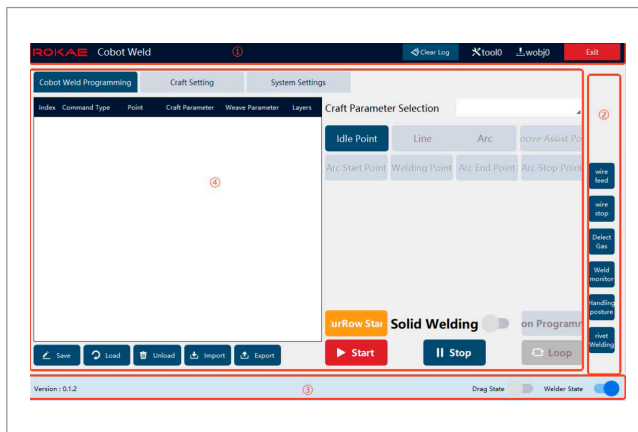 ROKAE Cobot Weld ① Clear Log tool0 wobj0 Exit
Cobot Weld Programming Craft Setting System Settings
②
Index Command Type Point Craft Parameter Weave Parameter Layers
Craft Parameter Selection
Idle Point Line Arc oove Assist Po
Arc Start Point Welding Point Arc End Point Arc Stop Point
④
wire feed
wire stop
Delect Gas
Weld monitor
Handling posture
rivet Welding
urRow Star Solid Welding on Programm
Save Load Unload Import Export
Start Stop Loop
Version : 0.1.2 ③ Drag State Welder State